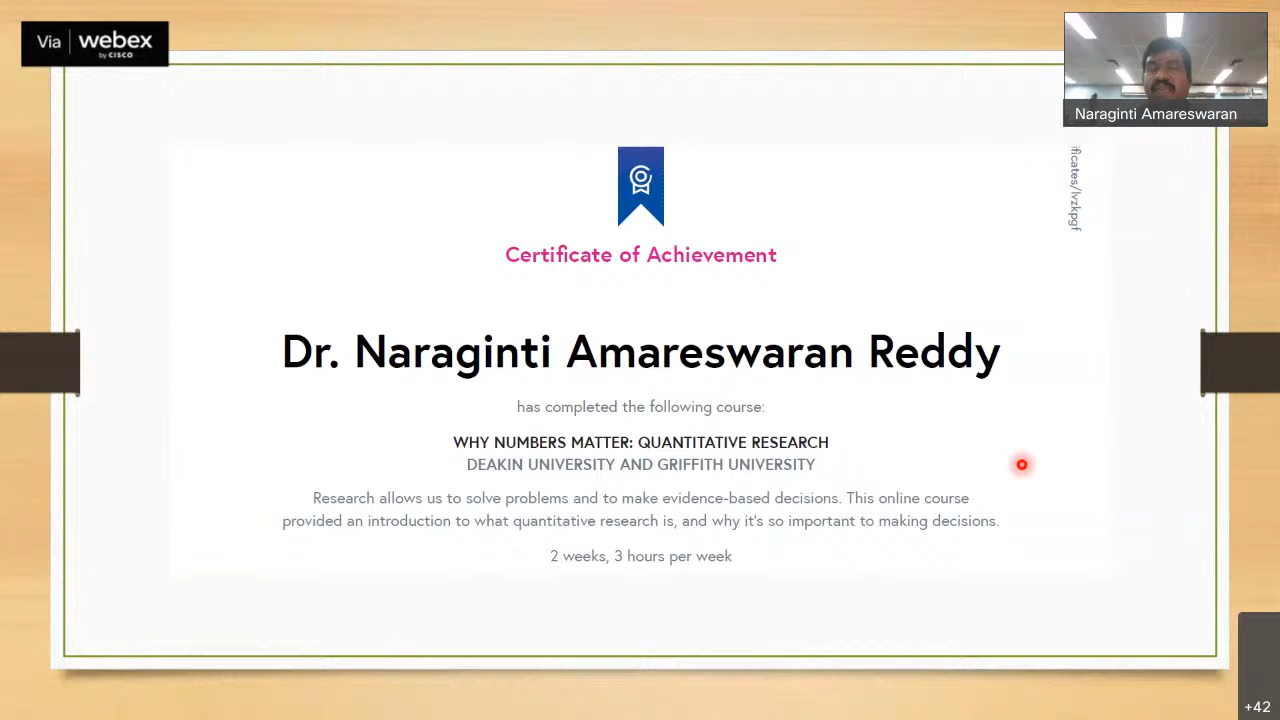 Via | webex
by CISCO
Naraginti Amareswaran
ificates/lvzkpgf
Certificate of Achievement
Dr. Naraginti Amareswaran Reddy
has completed the following course:
WHY NUMBERS MATTER: QUANTITATIVE RESEARCH
DEAKIN UNIVERSITY AND GRIFFITH UNIVERSITY
Research allows us to solve problems and to make evidence-based decisions. This online course
provided an introduction to what quantitative research is, and why it's so important to making decisions.
2 weeks, 3 hours per week
+42